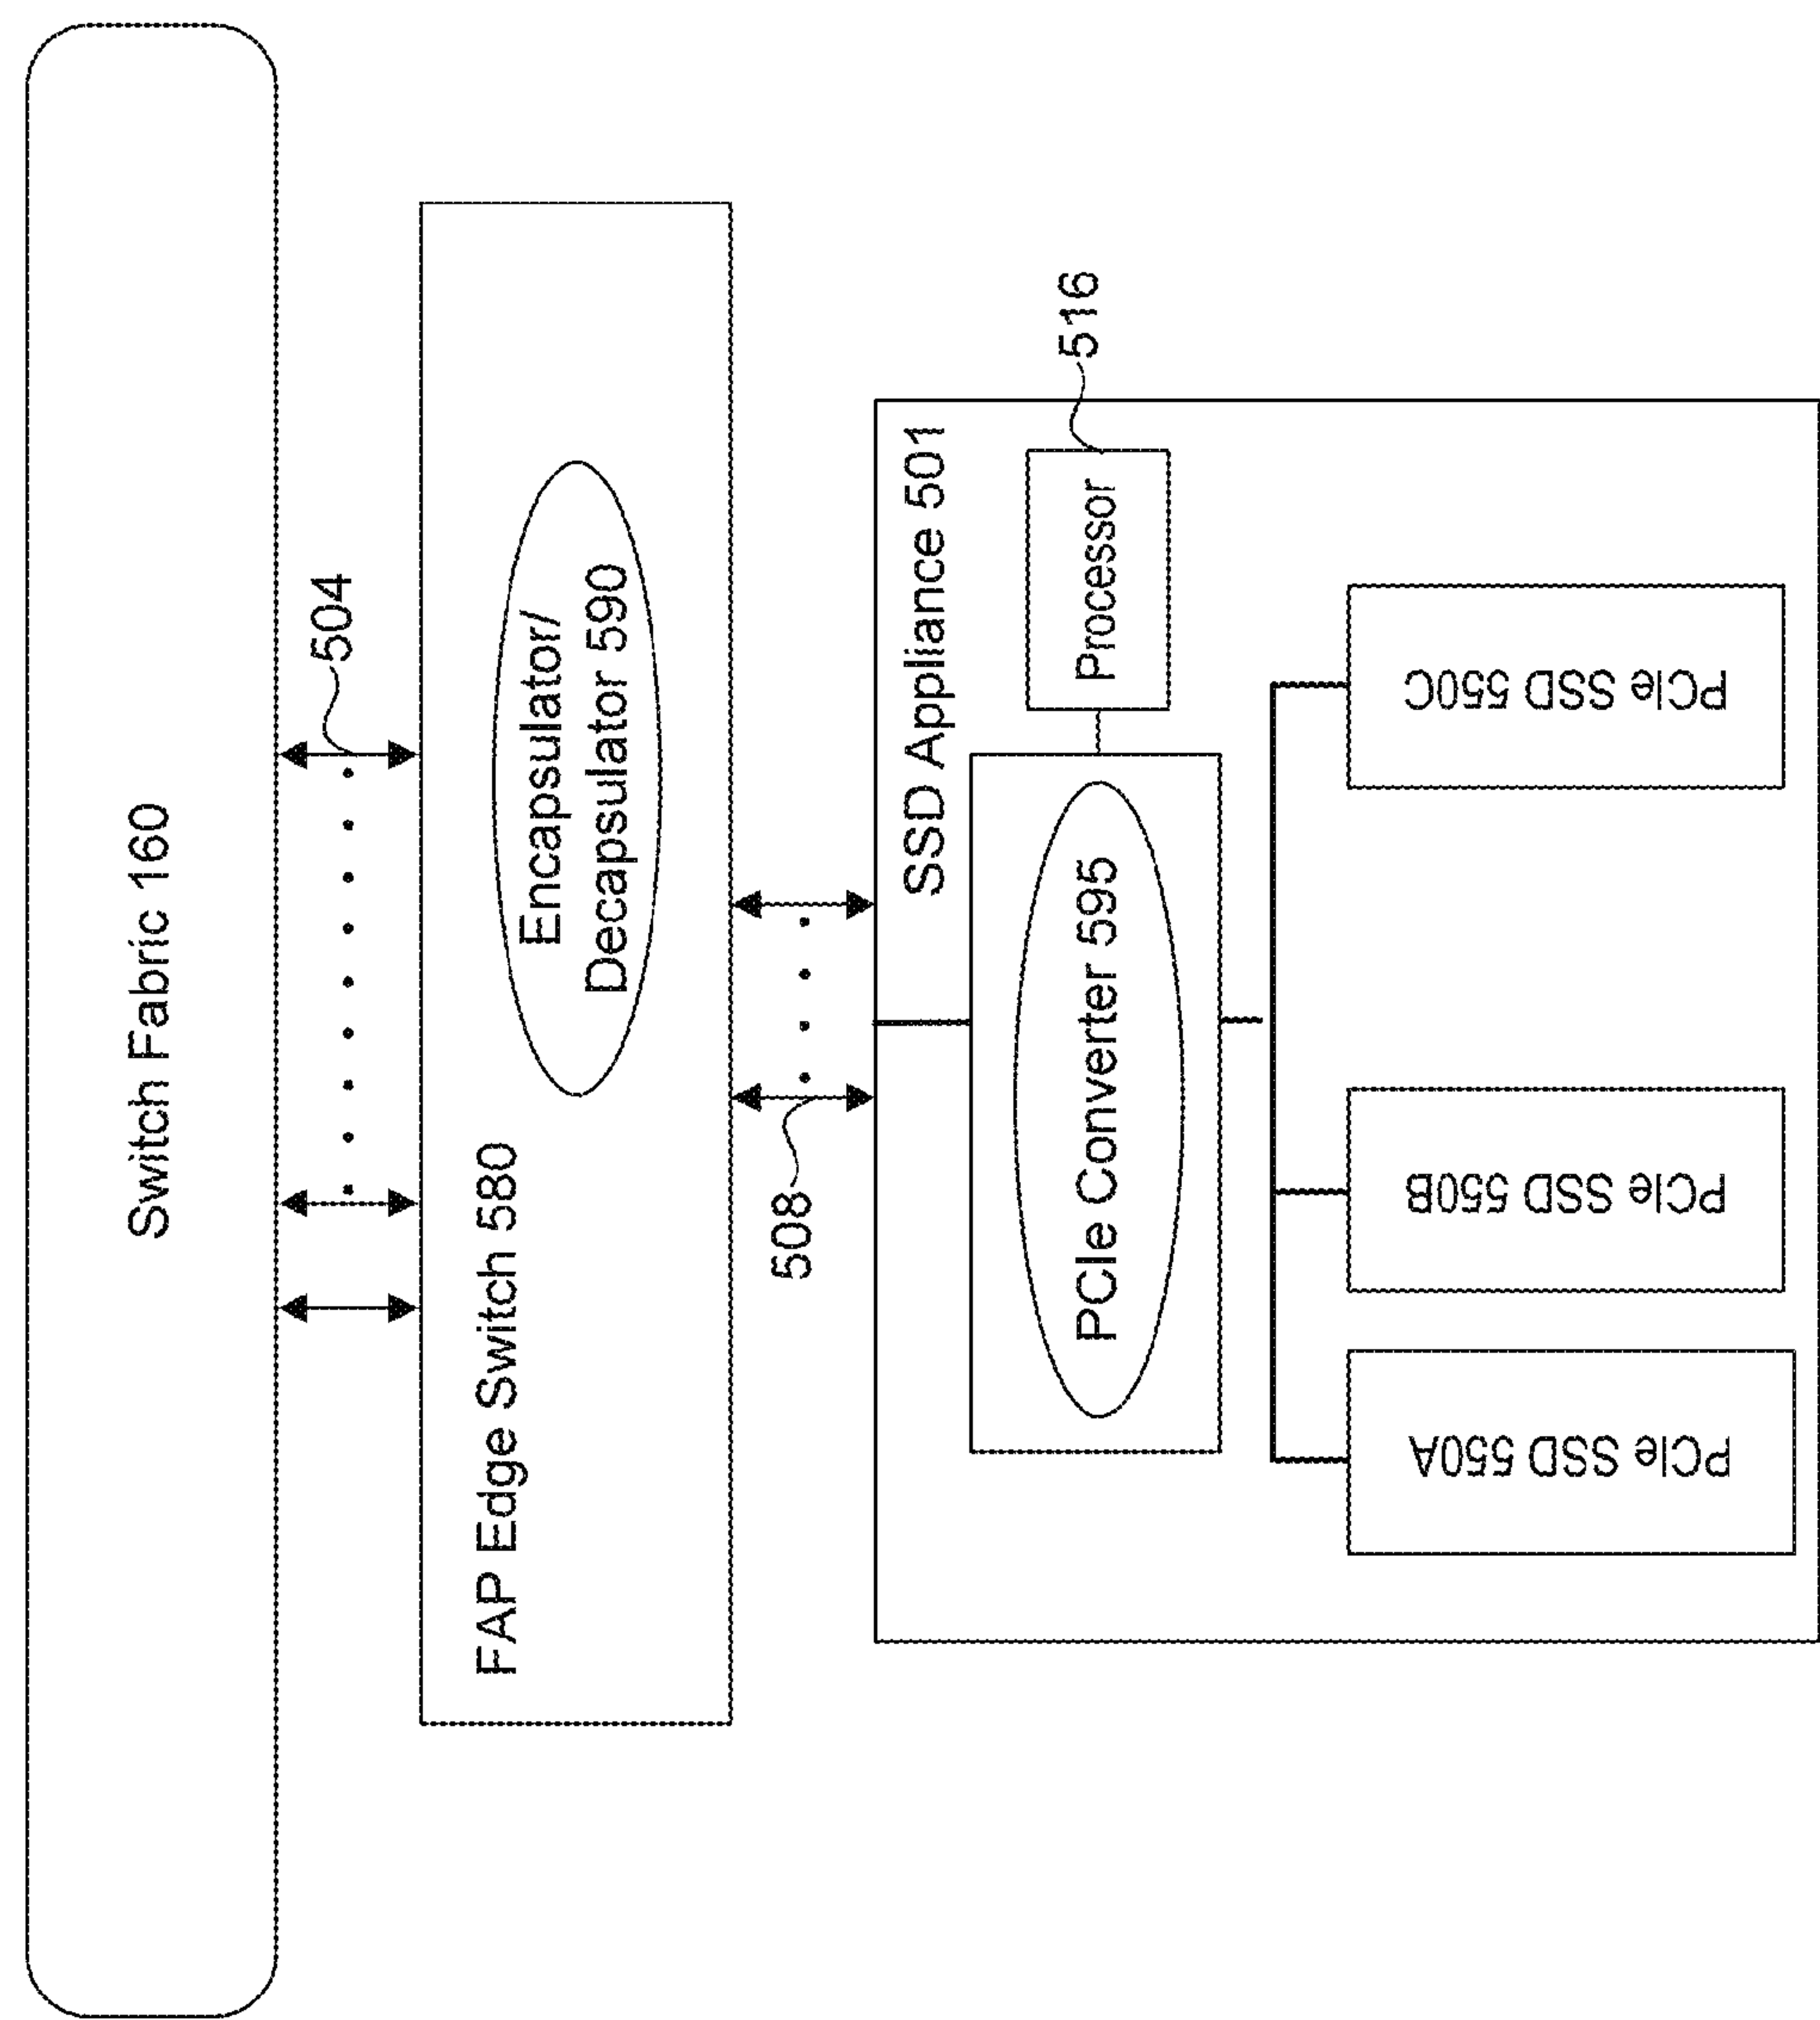 Switch Fabric 160
504
FAP Edge Switch 580
Encapsulator/
Decapsulator 590
508
SSD Appliance 501
PCIe Converter 595
Processor
516
PCIe SSD 550A
PCIe SSD 550B
PCIe SSD 550C